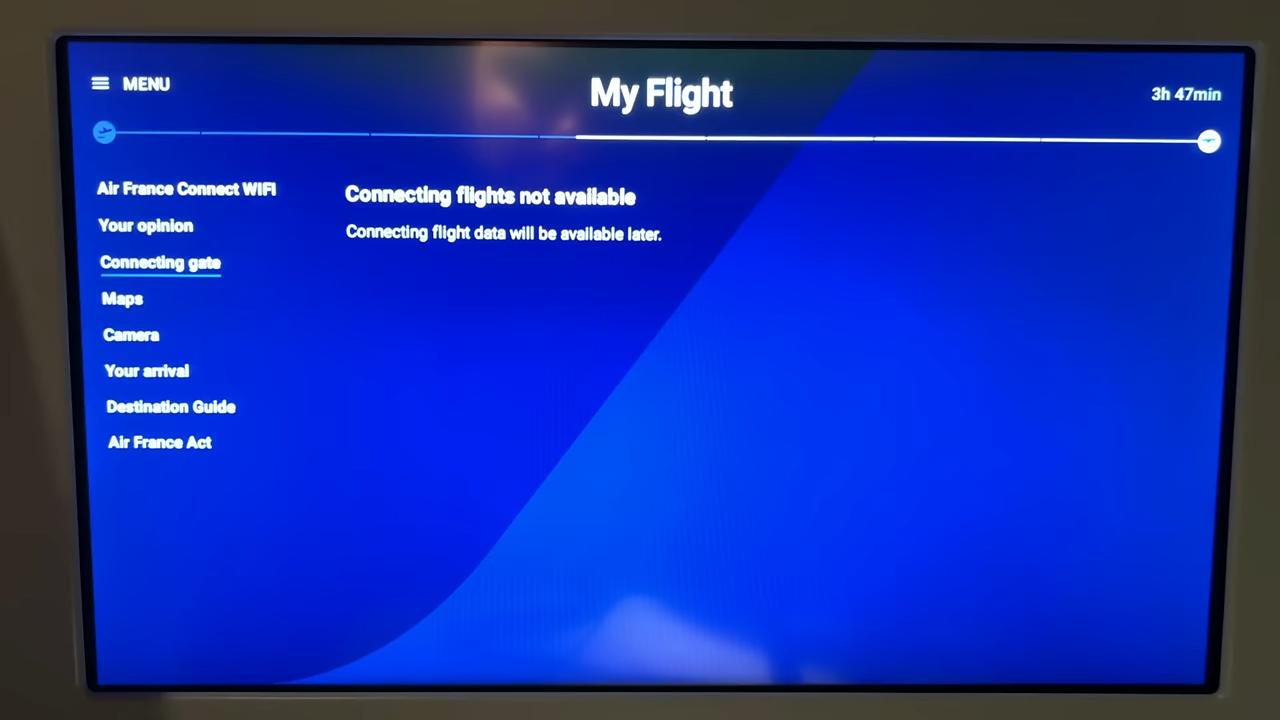 MENU
My Flight
3h 47min
Air France Connect WIFI
Your opinion
Connecting gate
Maps
Camera
Your arrival
Destination Guide
Air France Act
Connecting flights not available
Connecting flight data will be available later.